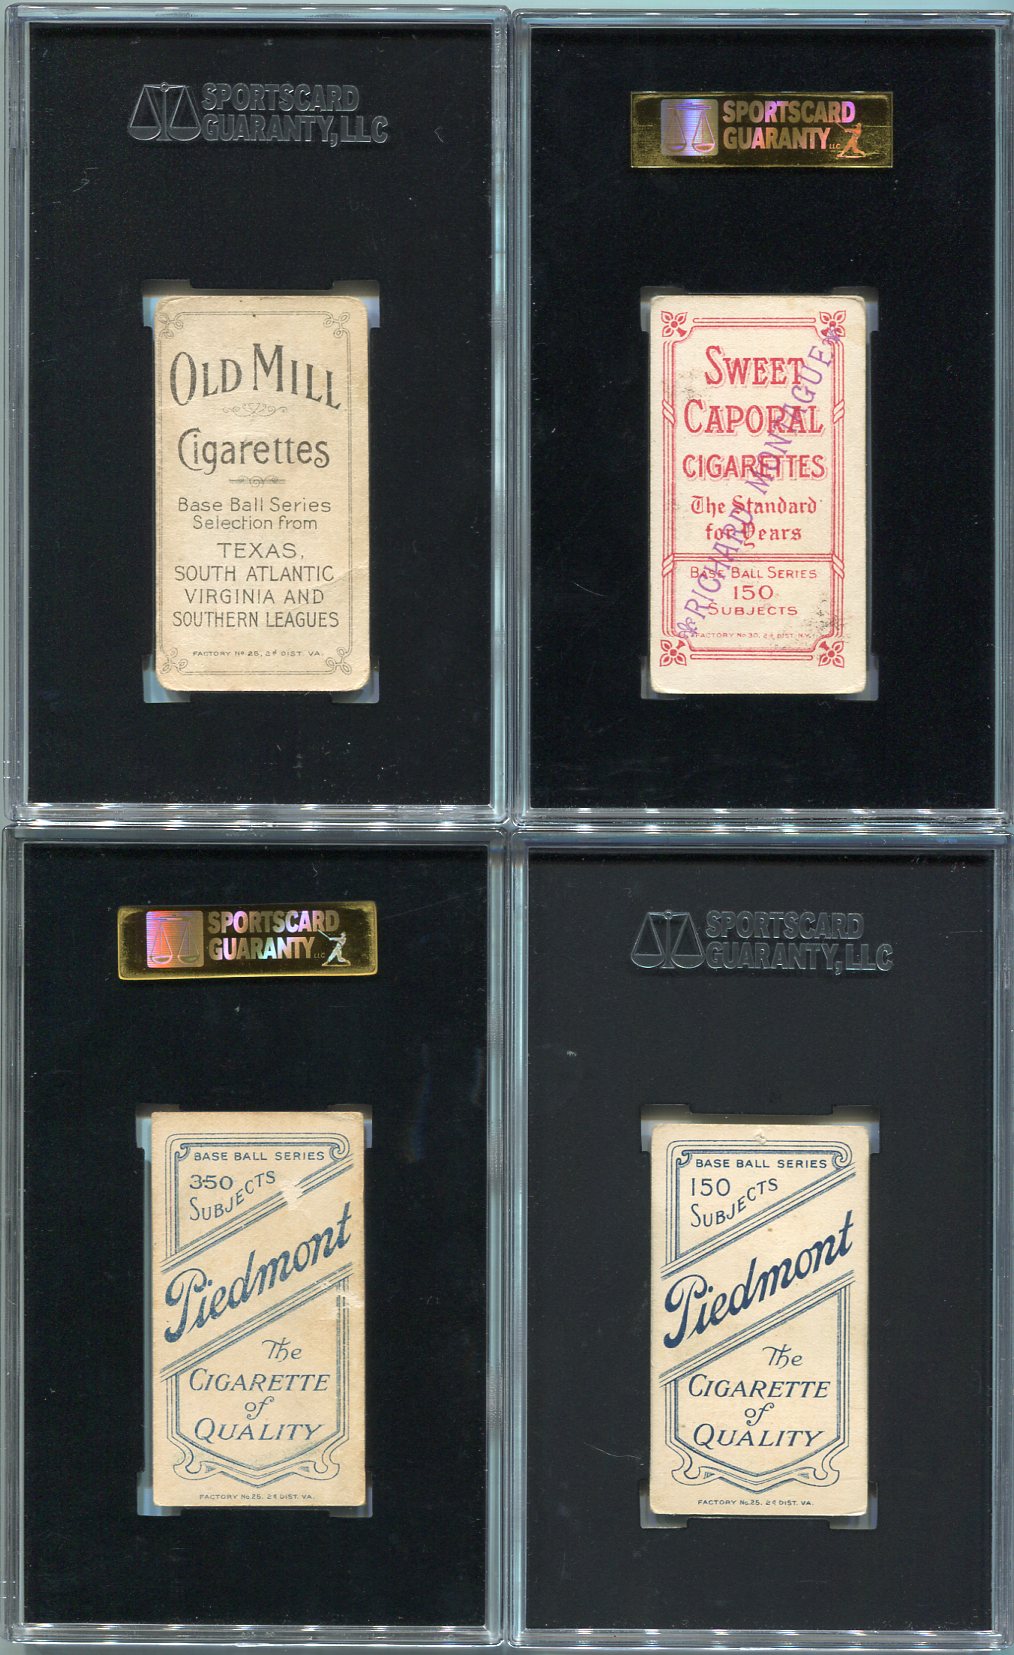 SPORTSCARD
GUARANTY, LLC
OLD MILL
Cigarettes
Base Ball Series
Selection from
TEXAS,
SOUTH ATLANTIC
VIRGINIA AND
SOUTHERN LEAGUES
FACTORY No 25, 2d DIST. VA.
SPORTSCARD
GUARANTY LLC
SWEET
CAPORAL
CIGARETTES
The Standard
for Years
BASE BALL SERIES
150
SUBJECTS
FACTORY No 30, 2d DIST. N.Y.
RICHARD MONTAGUE
SPORTSCARD
GUARANTY LLC
BASE BALL SERIES
350
SUBJECTS
Piedmont
The
CIGARETTE
of
QUALITY
FACTORY No 25, 2d DIST. VA.
SPORTSCARD
GUARANTY, LLC
BASE BALL SERIES
150
SUBJECTS
Piedmont
The
CIGARETTE
of
QUALITY
FACTORY No 25, 2d DIST. VA.